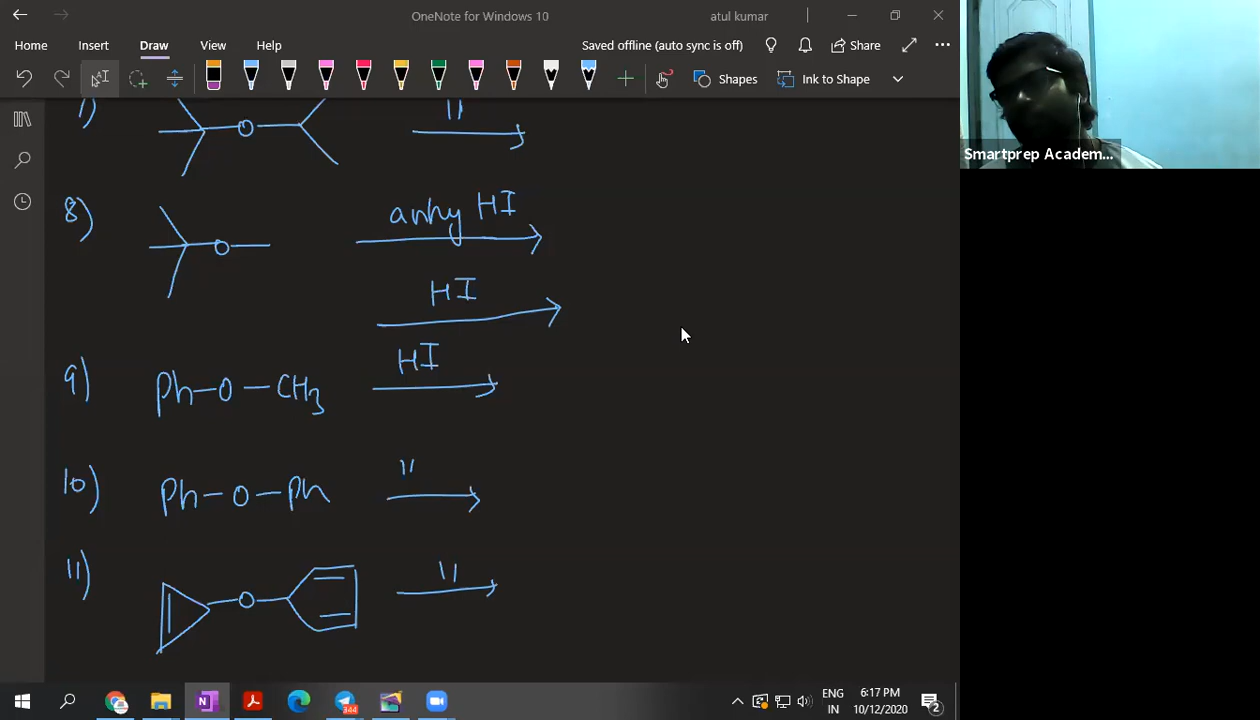 OneNote for Windows 10
atul kumar
Home Insert Draw View Help
Saved offline (auto sync is off)
Share
Shapes
Ink to Shape
Smartprep Academ...
O
"
8)
O
anhy HI
HI
9)
Ph-O-CH3
HI
10)
Ph-O-Ph
"
11)
O
"
344
ENG
IN
6:17 PM
10/12/2020
2